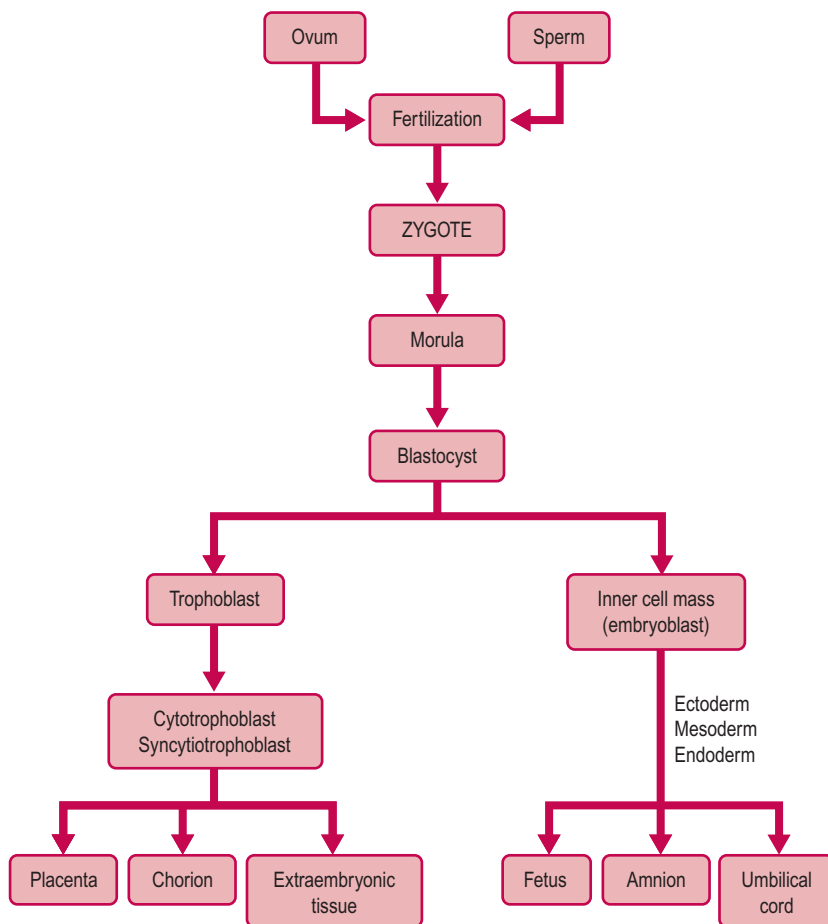 Ovum
Sperm
Fertilization
ZYGOTE
Morula
Blastocyst
Trophoblast
Inner cell mass
(embryoblast)
Cytotrophoblast
Syncytiotrophoblast
Ectoderm
Mesoderm
Endoderm
Placenta
Chorion
Extraembryonic
tissue
Fetus
Amnion
Umbilical
cord